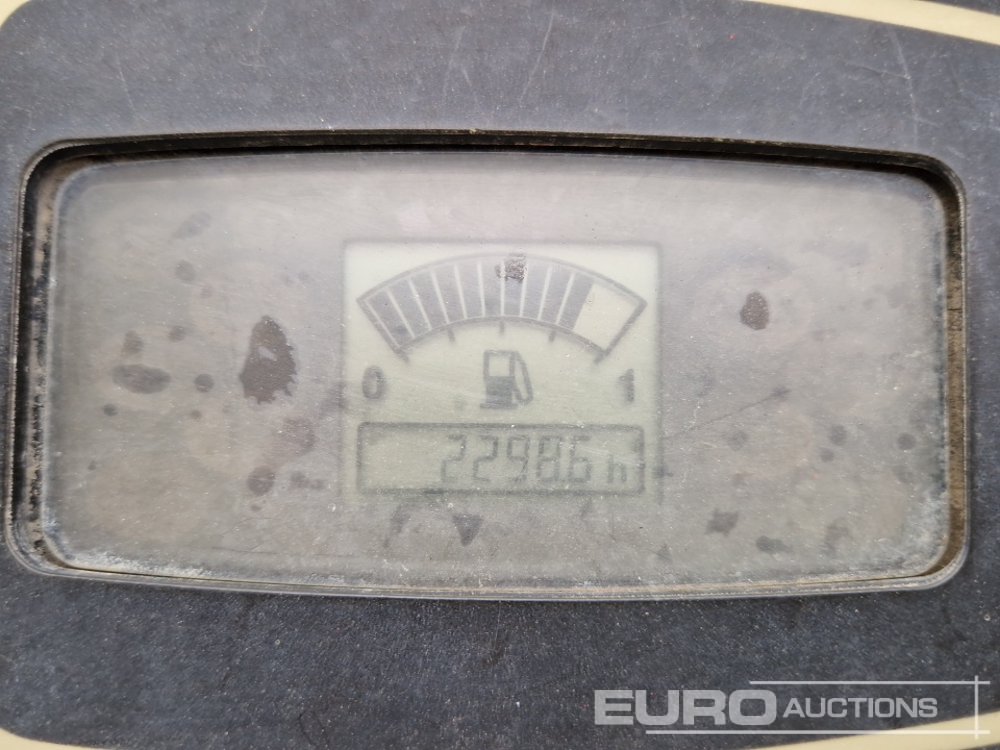 0 1
2298.6 h
EURO AUCTIONS